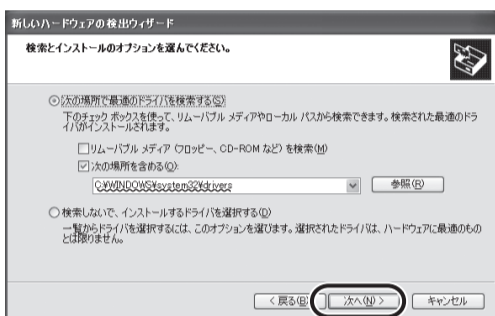 新しいハードウェアの検出ウィザード
検索とインストールのオプションを選んでください。
次の場所で最適のドライバを検索する(S)
下のチェック ボックスを使って、リムーバブル メディアやローカル パスから検索できます。検索された最適のドラ
イバがインストールされます。
リムーバブル メディア (フロッピー、CD-ROM など) を検索(M)
次の場所を含める(O):
C:¥WINDOWS¥system32¥drivers
参照(R)
検索しないで、インストールするドライバを選択する(D)
一覧からドライバを選択するには、このオプションを選びます。選択されたドライバは、ハードウェアに最適のもの
とは限りません。
< 戻る(B)
次へ(N) >
キャンセル